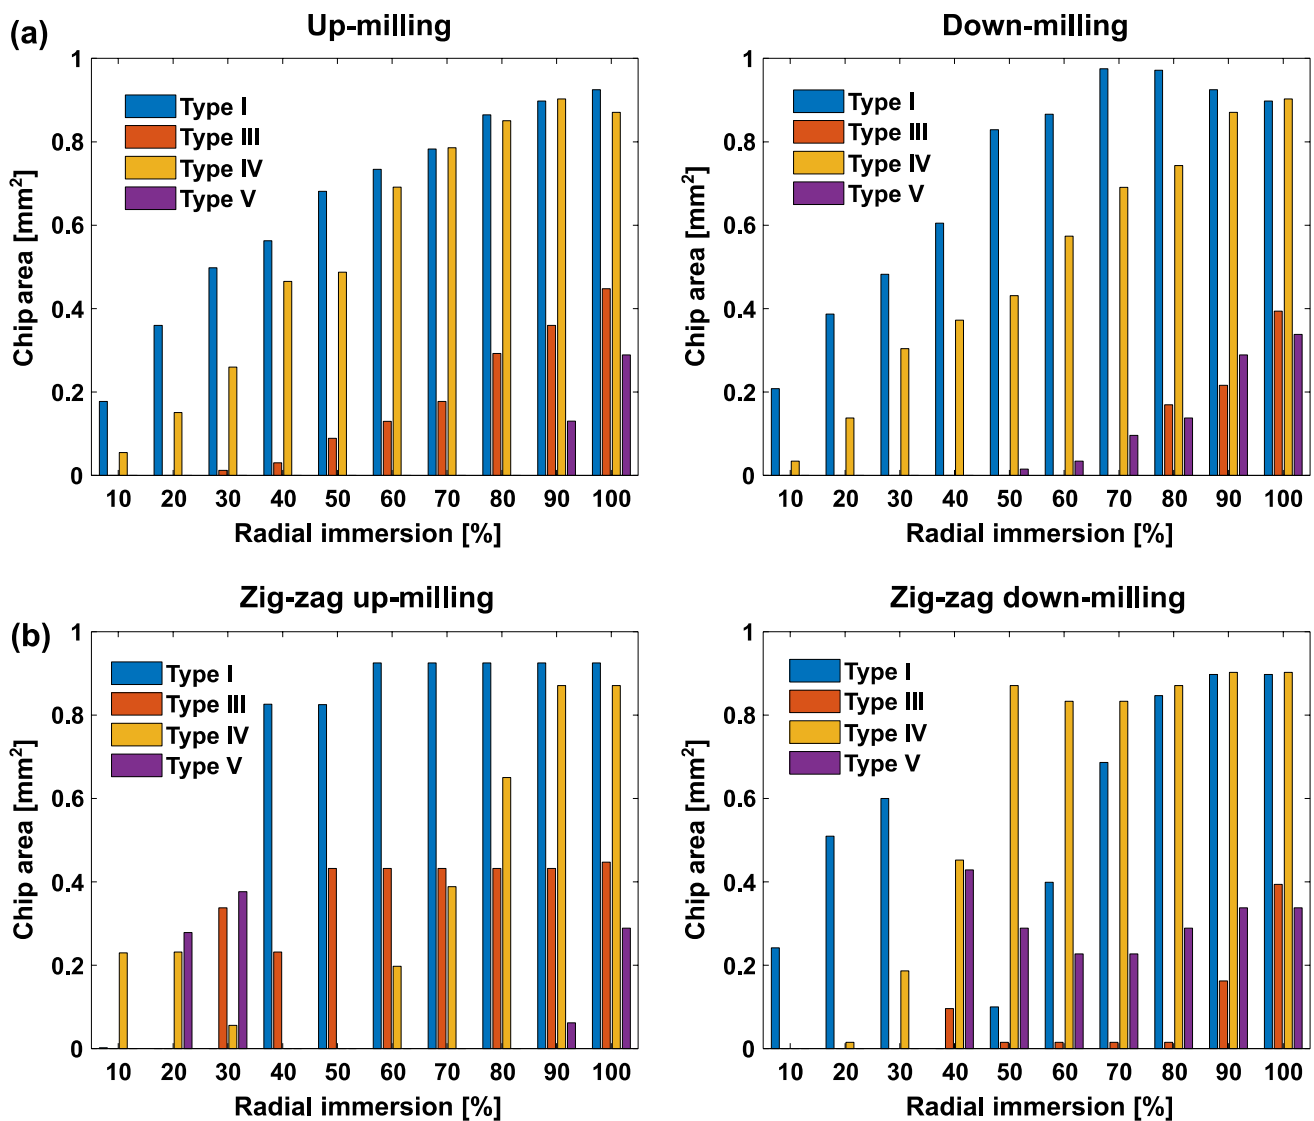 (a)
Up-milling
1
0.8
0.6
0.4
0.2
0
Chip area [mm²]
Type I
Type III
Type IV
Type V
10 20 30 40 50 60 70 80 90 100
Radial immersion [%]
Down-milling
1
0.8
0.6
0.4
0.2
0
Chip area [mm²]
Type I
Type III
Type IV
Type V
10 20 30 40 50 60 70 80 90 100
Radial immersion [%]
(b)
Zig-zag up-milling
1
0.8
0.6
0.4
0.2
0
Chip area [mm²]
Type I
Type III
Type IV
Type V
10 20 30 40 50 60 70 80 90 100
Radial immersion [%]
Zig-zag down-milling
1
0.8
0.6
0.4
0.2
0
Chip area [mm²]
Type I
Type III
Type IV
Type V
10 20 30 40 50 60 70 80 90 100
Radial immersion [%]